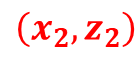 (𝒙₂, 𝒛₂)